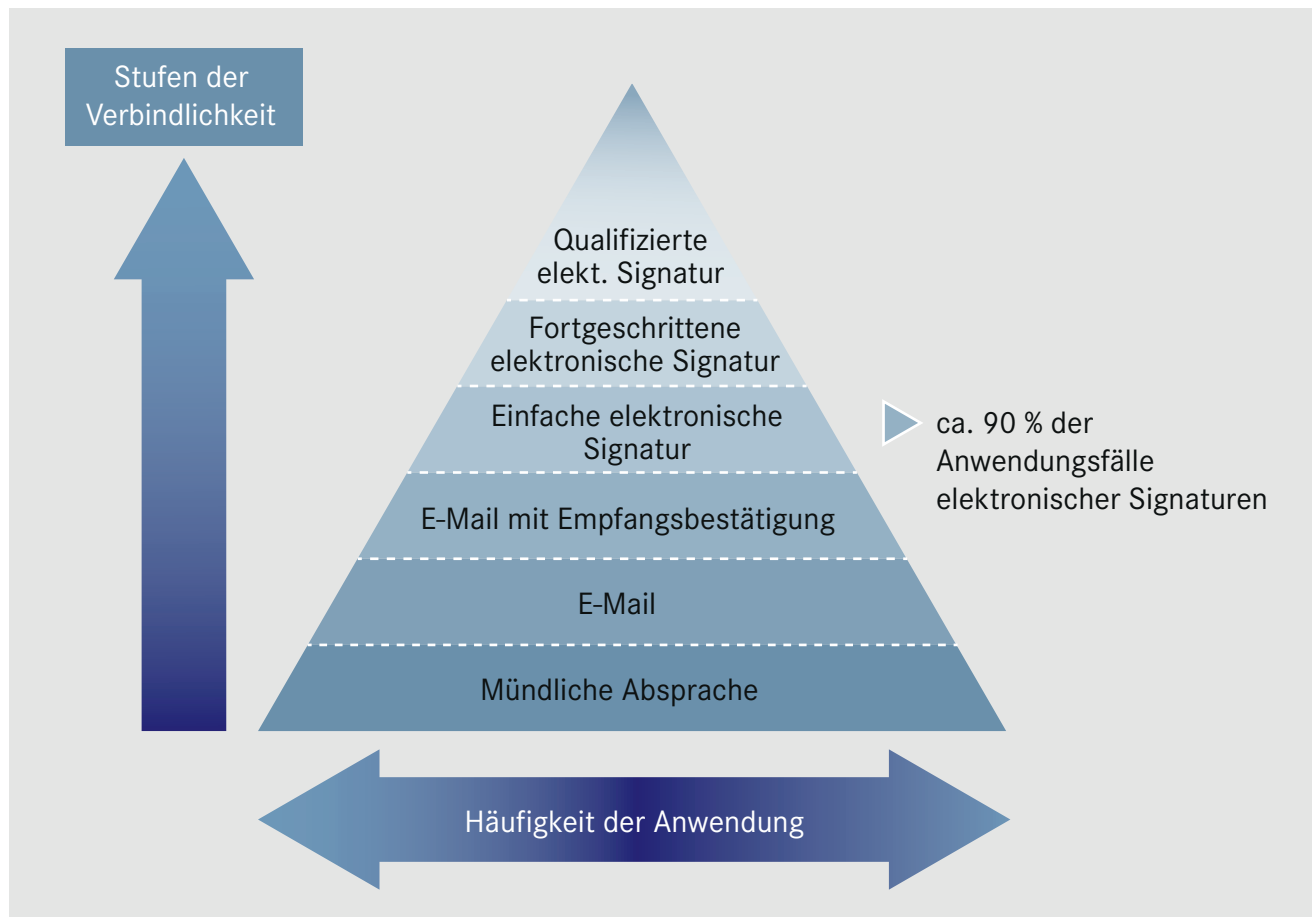 Stufen der
Verbindlichkeit
Qualifizierte
elekt. Signatur
Fortgeschrittene
elektronische Signatur
Einfache elektronische
Signatur
ca. 90 % der
Anwendungsfälle
elektronischer Signaturen
E-Mail mit Empfangsbestätigung
E-Mail
Mündliche Absprache
Häufigkeit der Anwendung